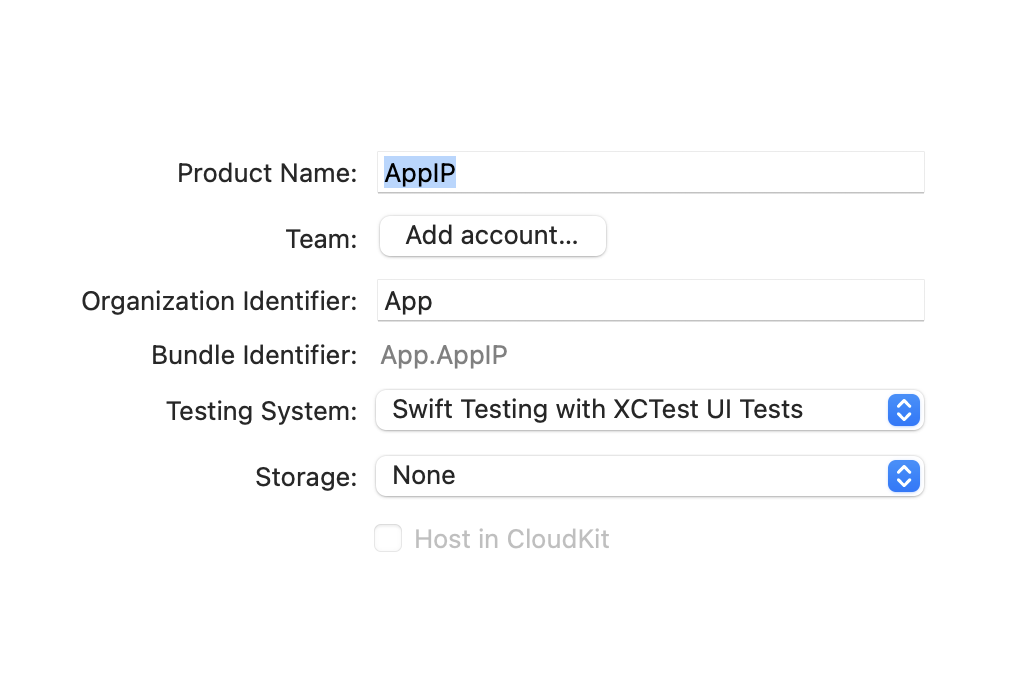 Product Name: AppIP
Team: Add account...
Organization Identifier: App
Bundle Identifier: App.AppIP
Testing System: Swift Testing with XCTest UI Tests
Storage: None
Host in CloudKit